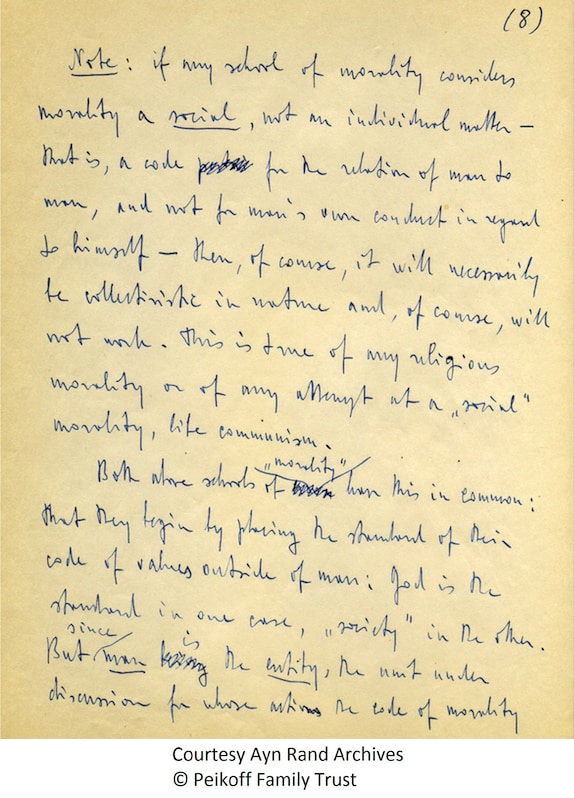 (8)
Note: if any school of morality considers
morality a social, not an individual matter —
that is, a code for the relation of man to
man, and not for man's own conduct in regard
to himself — then, of course, it will necessarily
be collectivistic in nature and, of course, will
not work. This is true of any religious
morality or of any attempt at a „social"
morality, like communism.
„morality"
Both above schools of have this in common:
that they begin by placing the standard of their
code of values outside of man: God is the
standard in one case, „society" in the other.
since is
But man the entity, the unit under
discussion for whose actions the code of morality
Courtesy Ayn Rand Archives
© Peikoff Family Trust